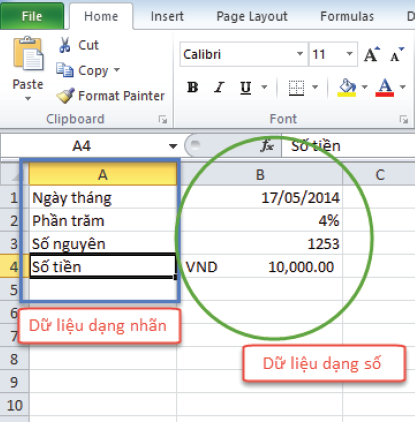 File Home Insert Page Layout Formulas D
Cut
Copy
Format Painter
Paste
Clipboard
Calibri 11 A A
B I U A
Font
A4 fx Số tiền
A B C
1 Ngày tháng 17/05/2014
2 Phần trăm 4%
3 Số nguyên 1253
4 Số tiền VND 10,000.00
5
6
7
Dữ liệu dạng nhãn
Dữ liệu dạng số
8
9
10